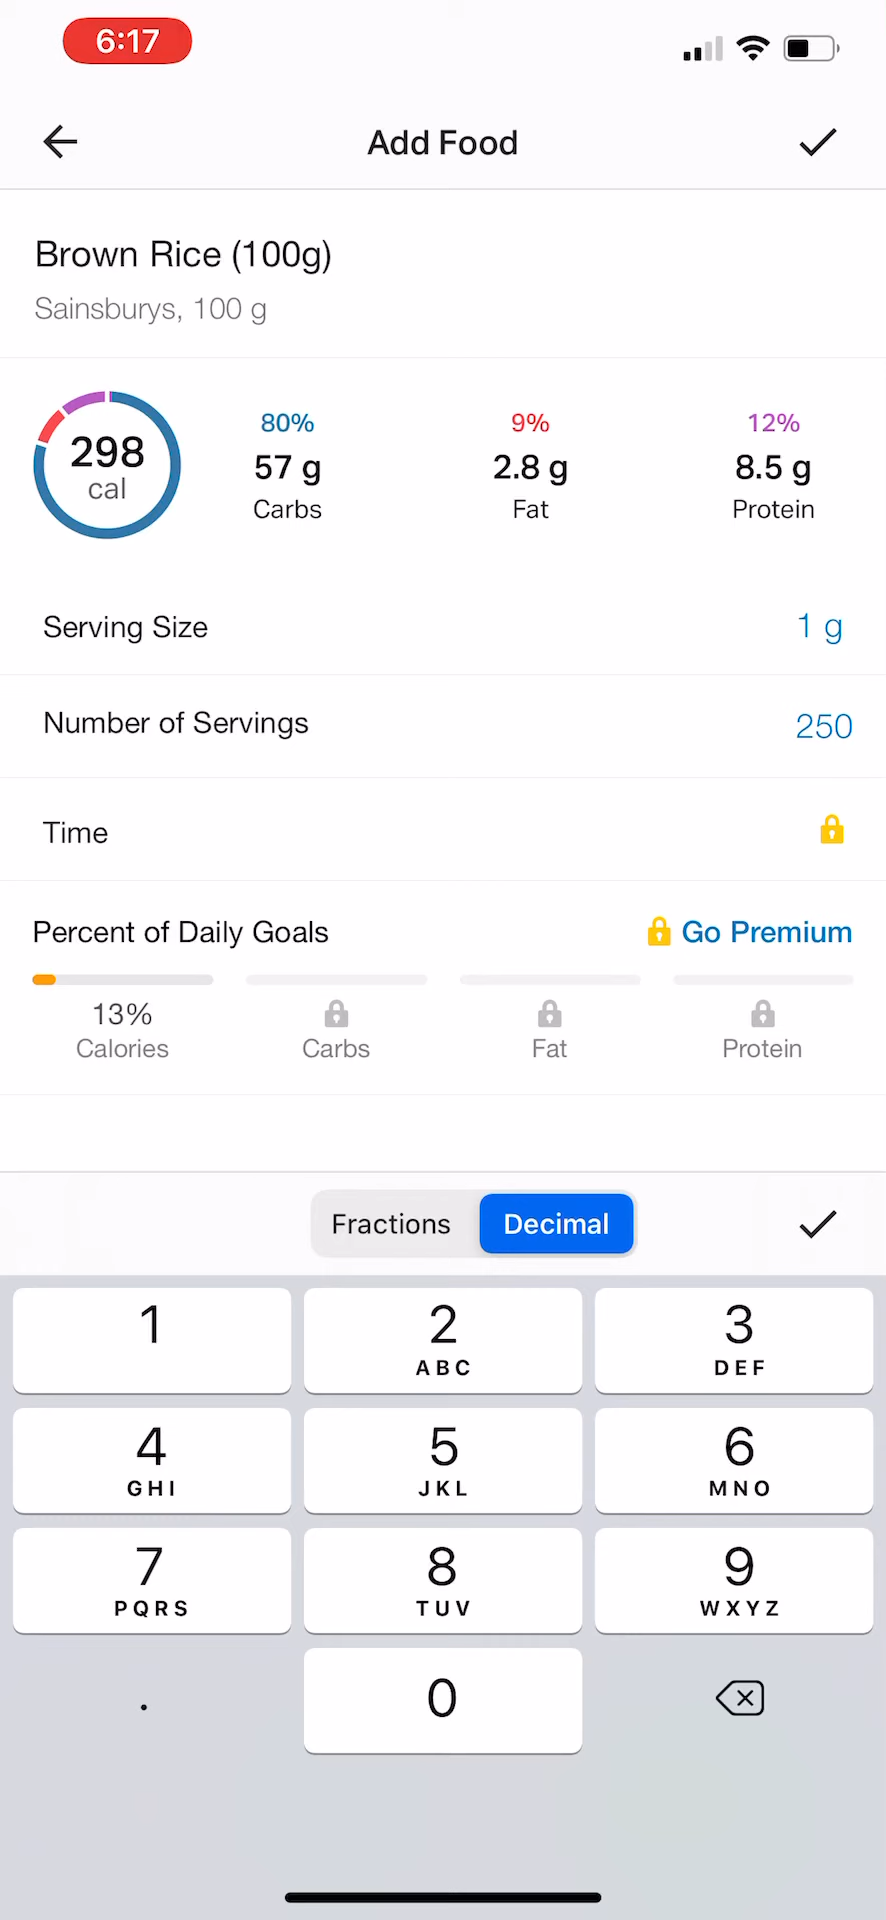 6:17
Add Food
Brown Rice (100g)
Sainsburys, 100 g
298
cal
80%
57 g
Carbs
9%
2.8 g
Fat
12%
8.5 g
Protein
Serving Size
1 g
Number of Servings
250
Time
Percent of Daily Goals
Go Premium
13%
Calories
Carbs
Fat
Protein
Fractions
Decimal
1
2
ABC
3
DEF
4
GHI
5
JKL
6
MNO
7
PQRS
8
TUV
9
WXYZ
.
0